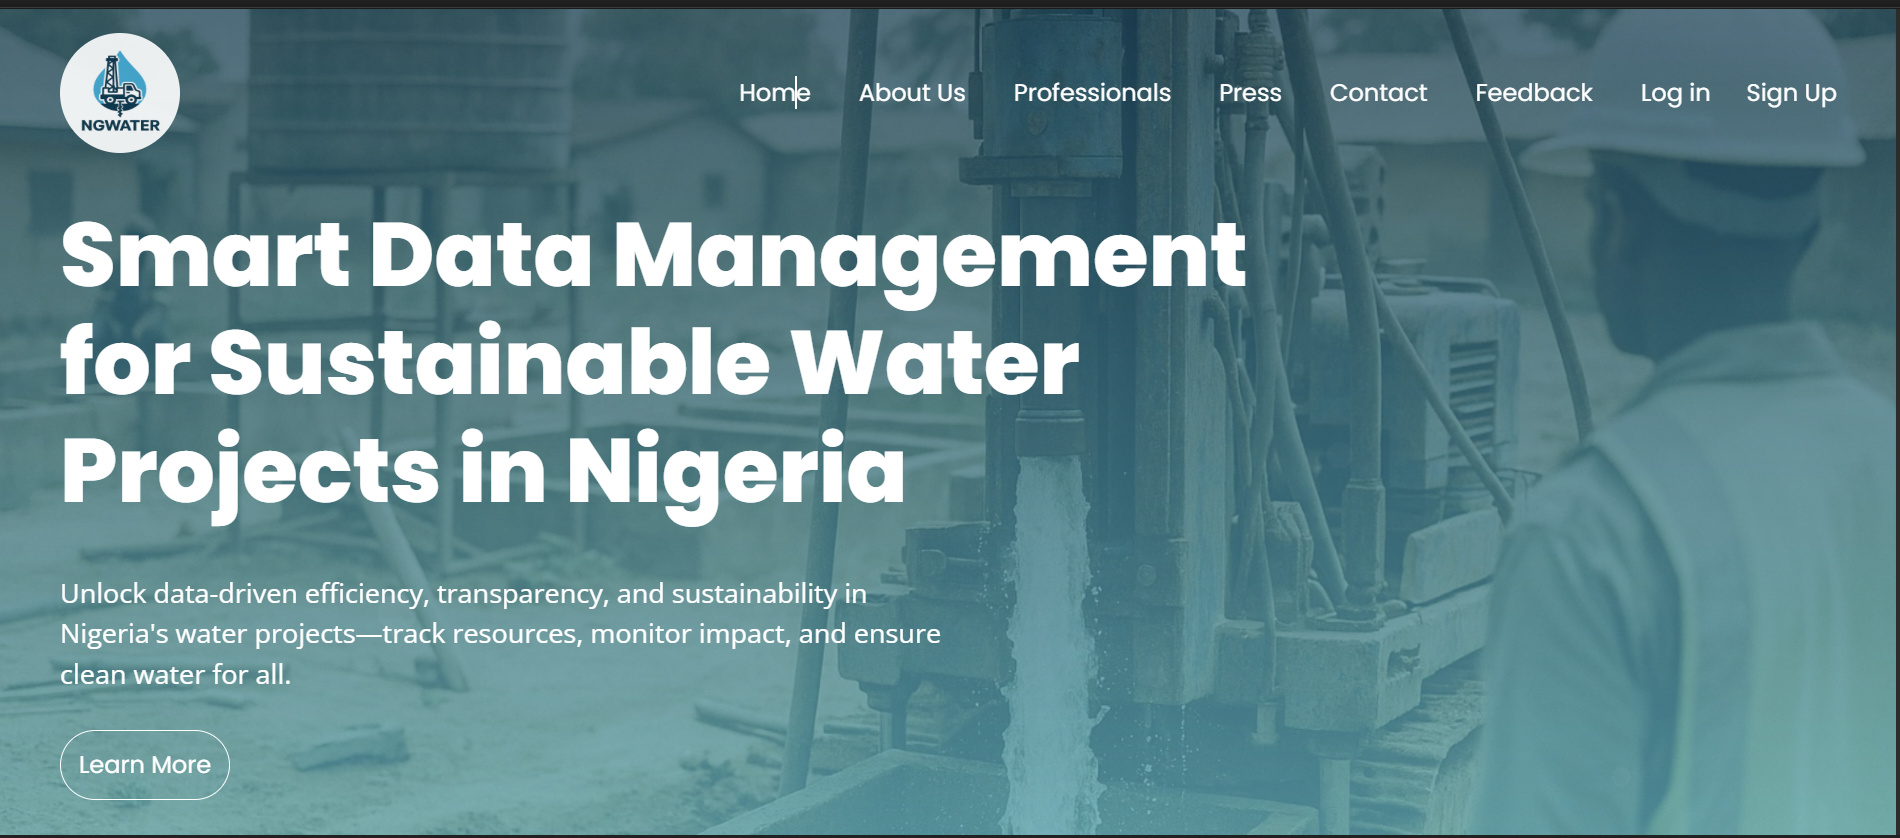 NGWATER
Home About Us Professionals Press Contact Feedback Log in Sign Up
Smart Data Management
for Sustainable Water
Projects in Nigeria
Unlock data-driven efficiency, transparency, and sustainability in
Nigeria's water projects—track resources, monitor impact, and ensure
clean water for all.
Learn More